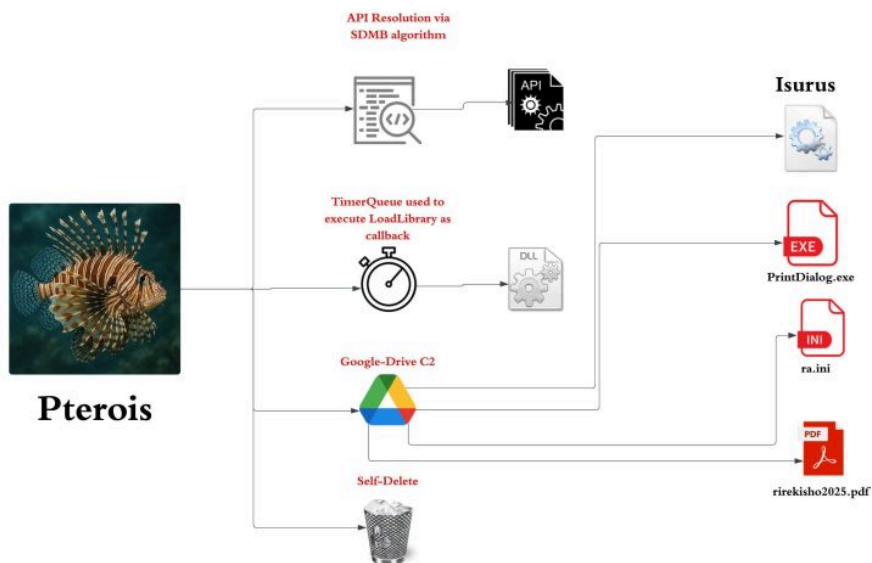 API Resolution via
SDMB algorithm
API
Isurus
TimerQueue used to
execute LoadLibrary as
callback
DLL
EXE
PrintDialog.exe
Google-Drive C2
INI
ra.ini
Pterois
PDF
rirekisho2025.pdf
Self-Delete